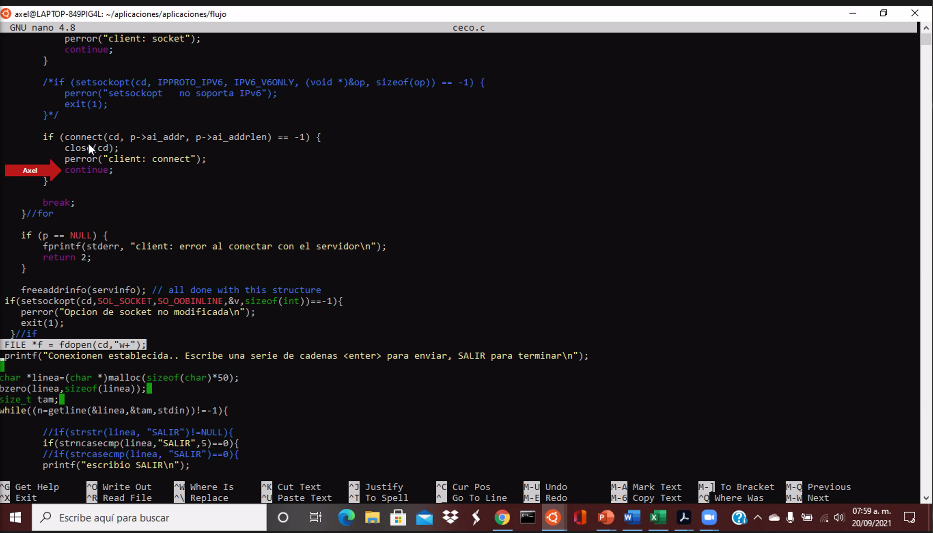 axel@LAPTOP-849PIG4L: ~/aplicaciones/aplicaciones/flujo
GNU nano 4.8 ceco.c
perror("client: socket");
continue;
}
/*if (setsockopt(cd, IPPROTO_IPV6, IPV6_V6ONLY, (void *)&op, sizeof(op)) == -1) {
perror("setsockopt   no soporta IPv6");
exit(1);
}*/
if (connect(cd, p->ai_addr, p->ai_addrlen) == -1) {
close(cd);
perror("client: connect");
Axel continue;
}
break;
}//for
if (p == NULL) {
fprintf(stderr, "client: error al conectar con el servidor\n");
return 2;
}
freeaddrinfo(servinfo); // all done with this structure
if(setsockopt(cd,SOL_SOCKET,SO_OOBINLINE,&v,sizeof(int))==-1){
perror("Opcion de socket no modificada\n");
exit(1);
}//if
FILE *f = fdopen(cd,"w+");
printf("Conexionen establecida.. Escribe una serie de cadenas <enter> para enviar, SALIR para terminar\n");
char *linea=(char *)malloc(sizeof(char)*50);
bzero(linea,sizeof(linea));
size_t tam;
while((n=getline(&linea,&tam,stdin))!=-1){
//if(strstr(linea, "SALIR")!=NULL){
if(strncasecmp(linea,"SALIR",5)==0){
//if(strcasecmp(linea, "SALIR")==0){
printf("escribio SALIR\n");
^G Get Help ^O Write Out ^W Where Is ^K Cut Text ^J Justify ^C Cur Pos M-U Undo M-A Mark Text M-] To Bracket M-Q Previous
^X Exit ^R Read File ^\ Replace ^U Paste Text ^T To Spell ^_ Go To Line M-E Redo M-6 Copy Text ^Q Where Was M-W Next
Escribe aquí para buscar
07:59 a. m.
20/09/2021